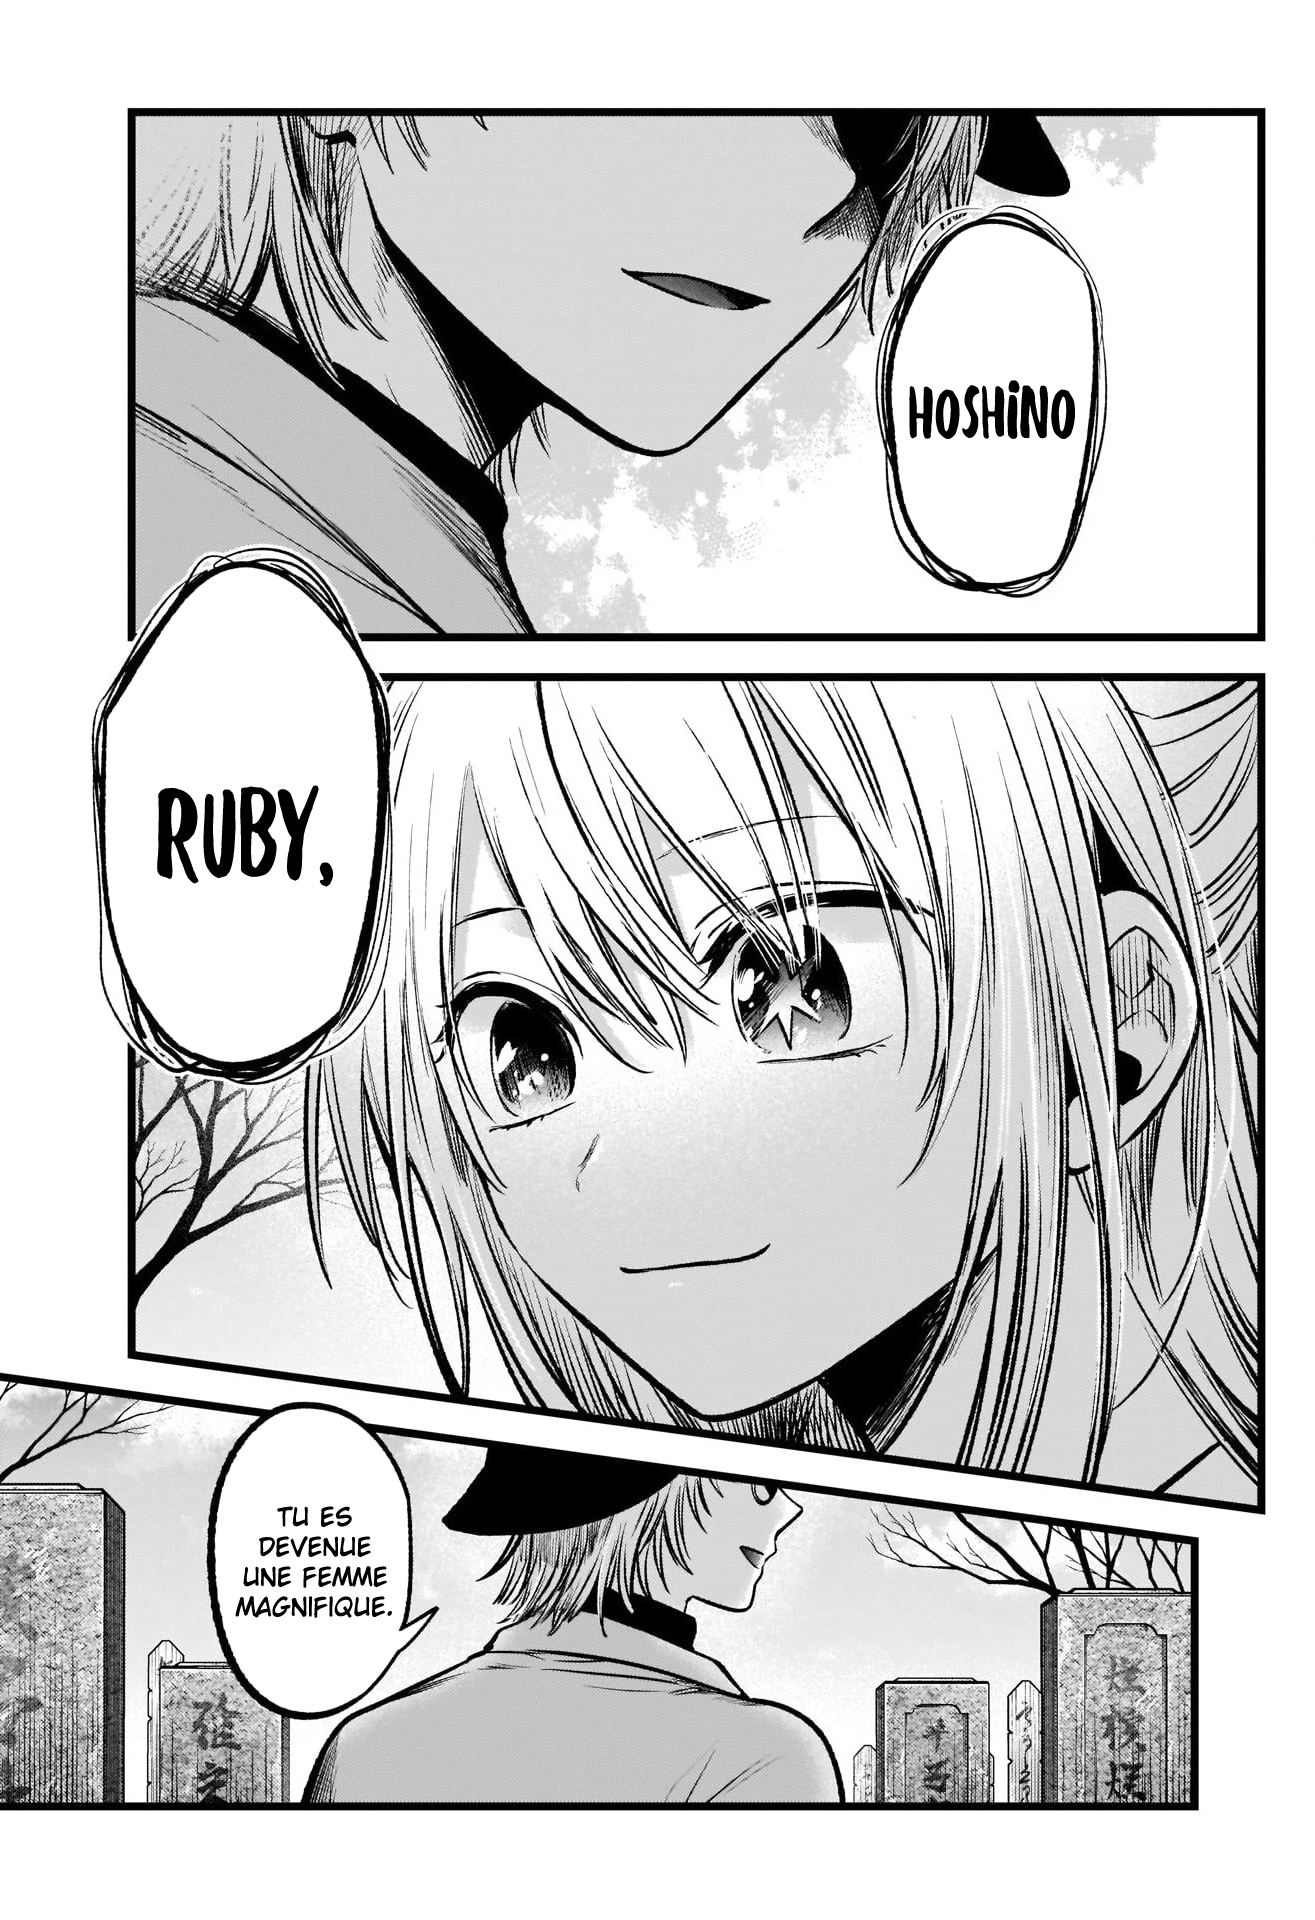 HOSHINO
RUBY,
TU ES
DEVENUE
UNE FEMME
MAGNIFIQUE.